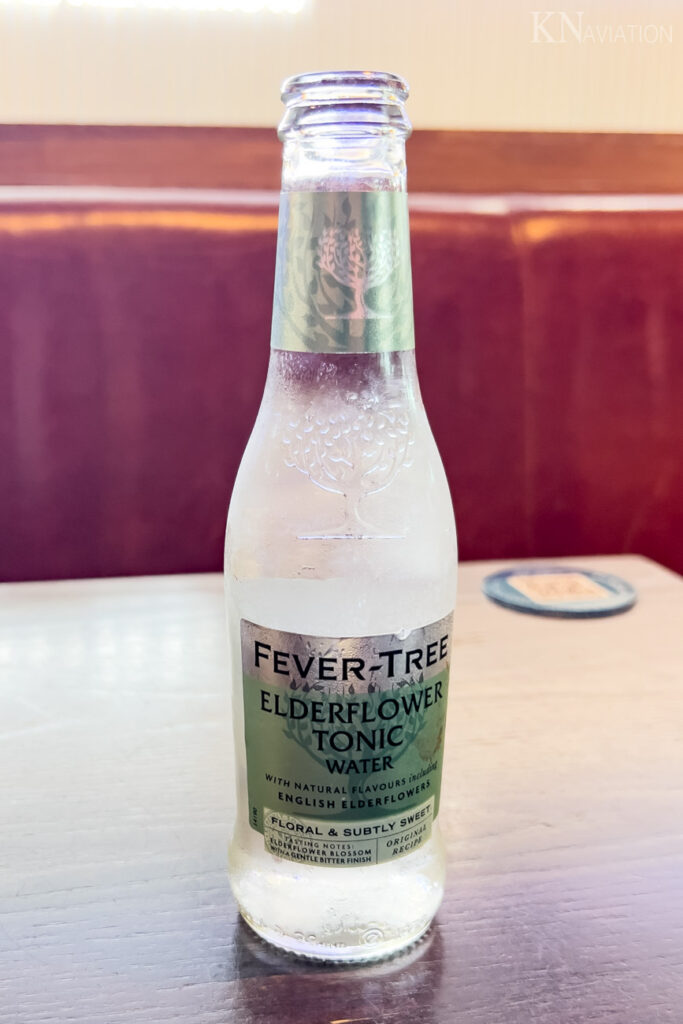 KNAVIATION
FEVER-TREE
ELDERFLOWER
TONIC
WATER
WITH NATURAL FLAVOURS including
ENGLISH ELDERFLOWERS
FLORAL & SUBTLY SWEET
TASTING NOTES:
ELDERFLOWER BLOSSOM
WITH A GENTLE BITTER FINISH
ORIGINAL
RECIPE